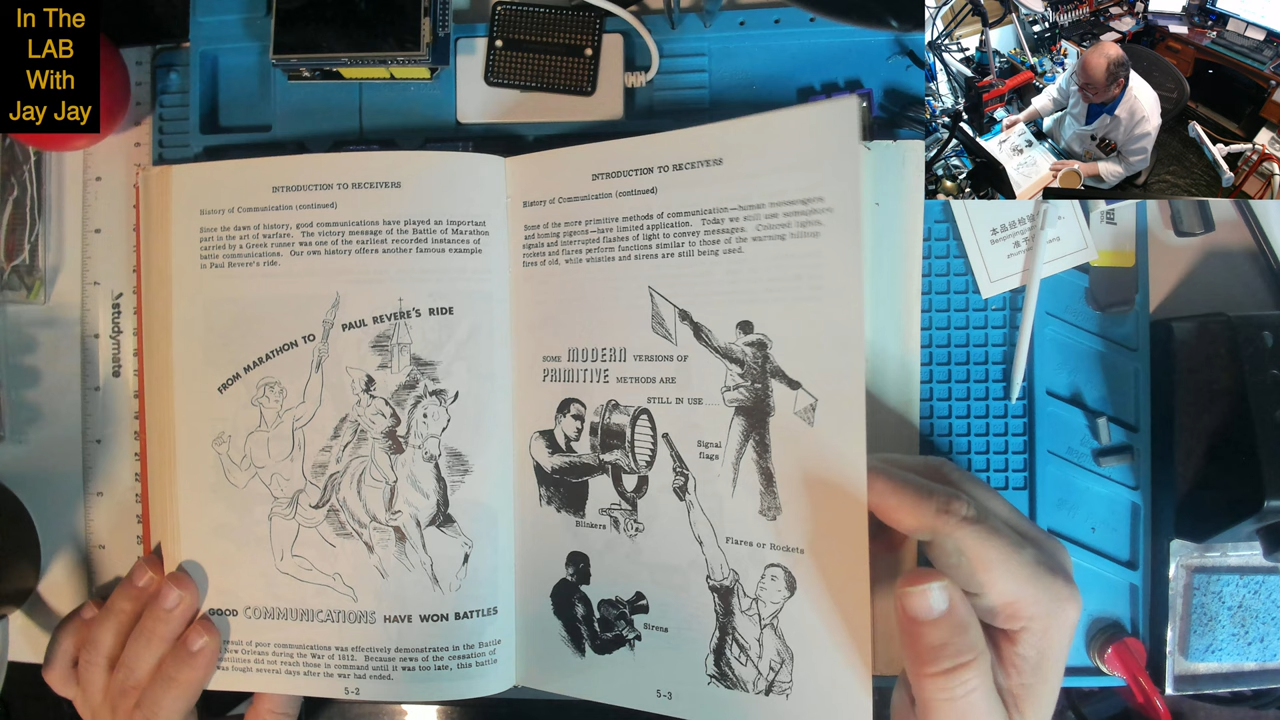 In The
LAB
With
Jay Jay
studymate
INTRODUCTION TO RECEIVERS
History of Communication (continued)
Since the dawn of history, good communications have played an important
part in the art of warfare. The victory message of the Battle of Marathon
carried by a Greek runner was one of the earliest recorded instances of
battle communications. Our own history offers another famous example
in Paul Revere's ride.
FROM MARATHON TO PAUL REVERE'S RIDE
GOOD COMMUNICATIONS HAVE WON BATTLES
result of poor communications was effectively demonstrated in the Battle
New Orleans during the War of 1812. Because news of the cessation of
hostilities did not reach those in command until it was too late, this battle
was fought several days after the war had ended.
5-2
INTRODUCTION TO RECEIVERS
History of Communication (continued)
Some of the more primitive methods of communication—human messengers
and homing pigeons—have limited application. Today we still use semaphore
signals and interrupted flashes of light to convey messages. Colored lights,
rockets and flares perform functions similar to those of the warning hilltop
fires of old, while whistles and sirens are still being used.
SOME MODERN VERSIONS OF
PRIMITIVE METHODS ARE
STILL IN USE.....
Signal
flags
Blinkers
Flares or Rockets
Sirens
5-3
本品经检
Benpinjing
准予
zhunyu